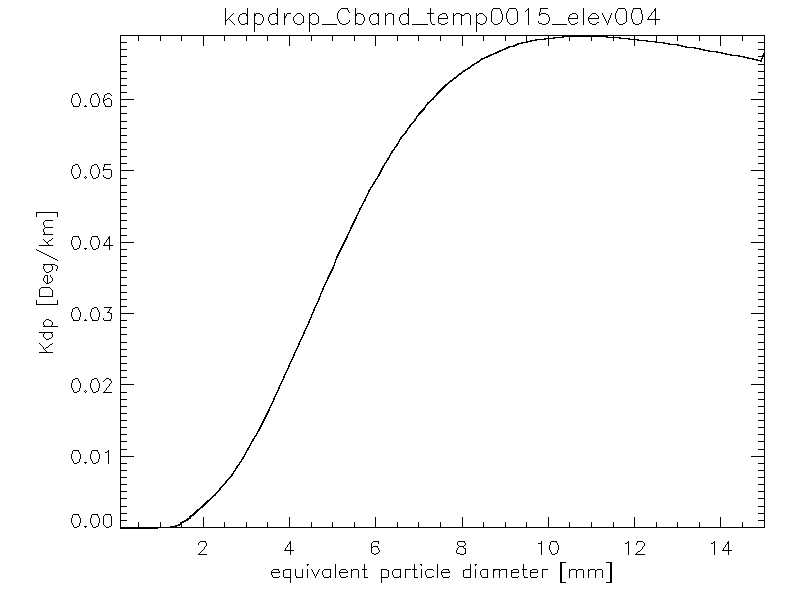 kdpdrop_Cband_temp0015_elev004
Kdp [Deg/km]
0.06
0.05
0.04
0.03
0.02
0.01
0.00
2 4 6 8 10 12 14
equivalent particle diameter [mm]